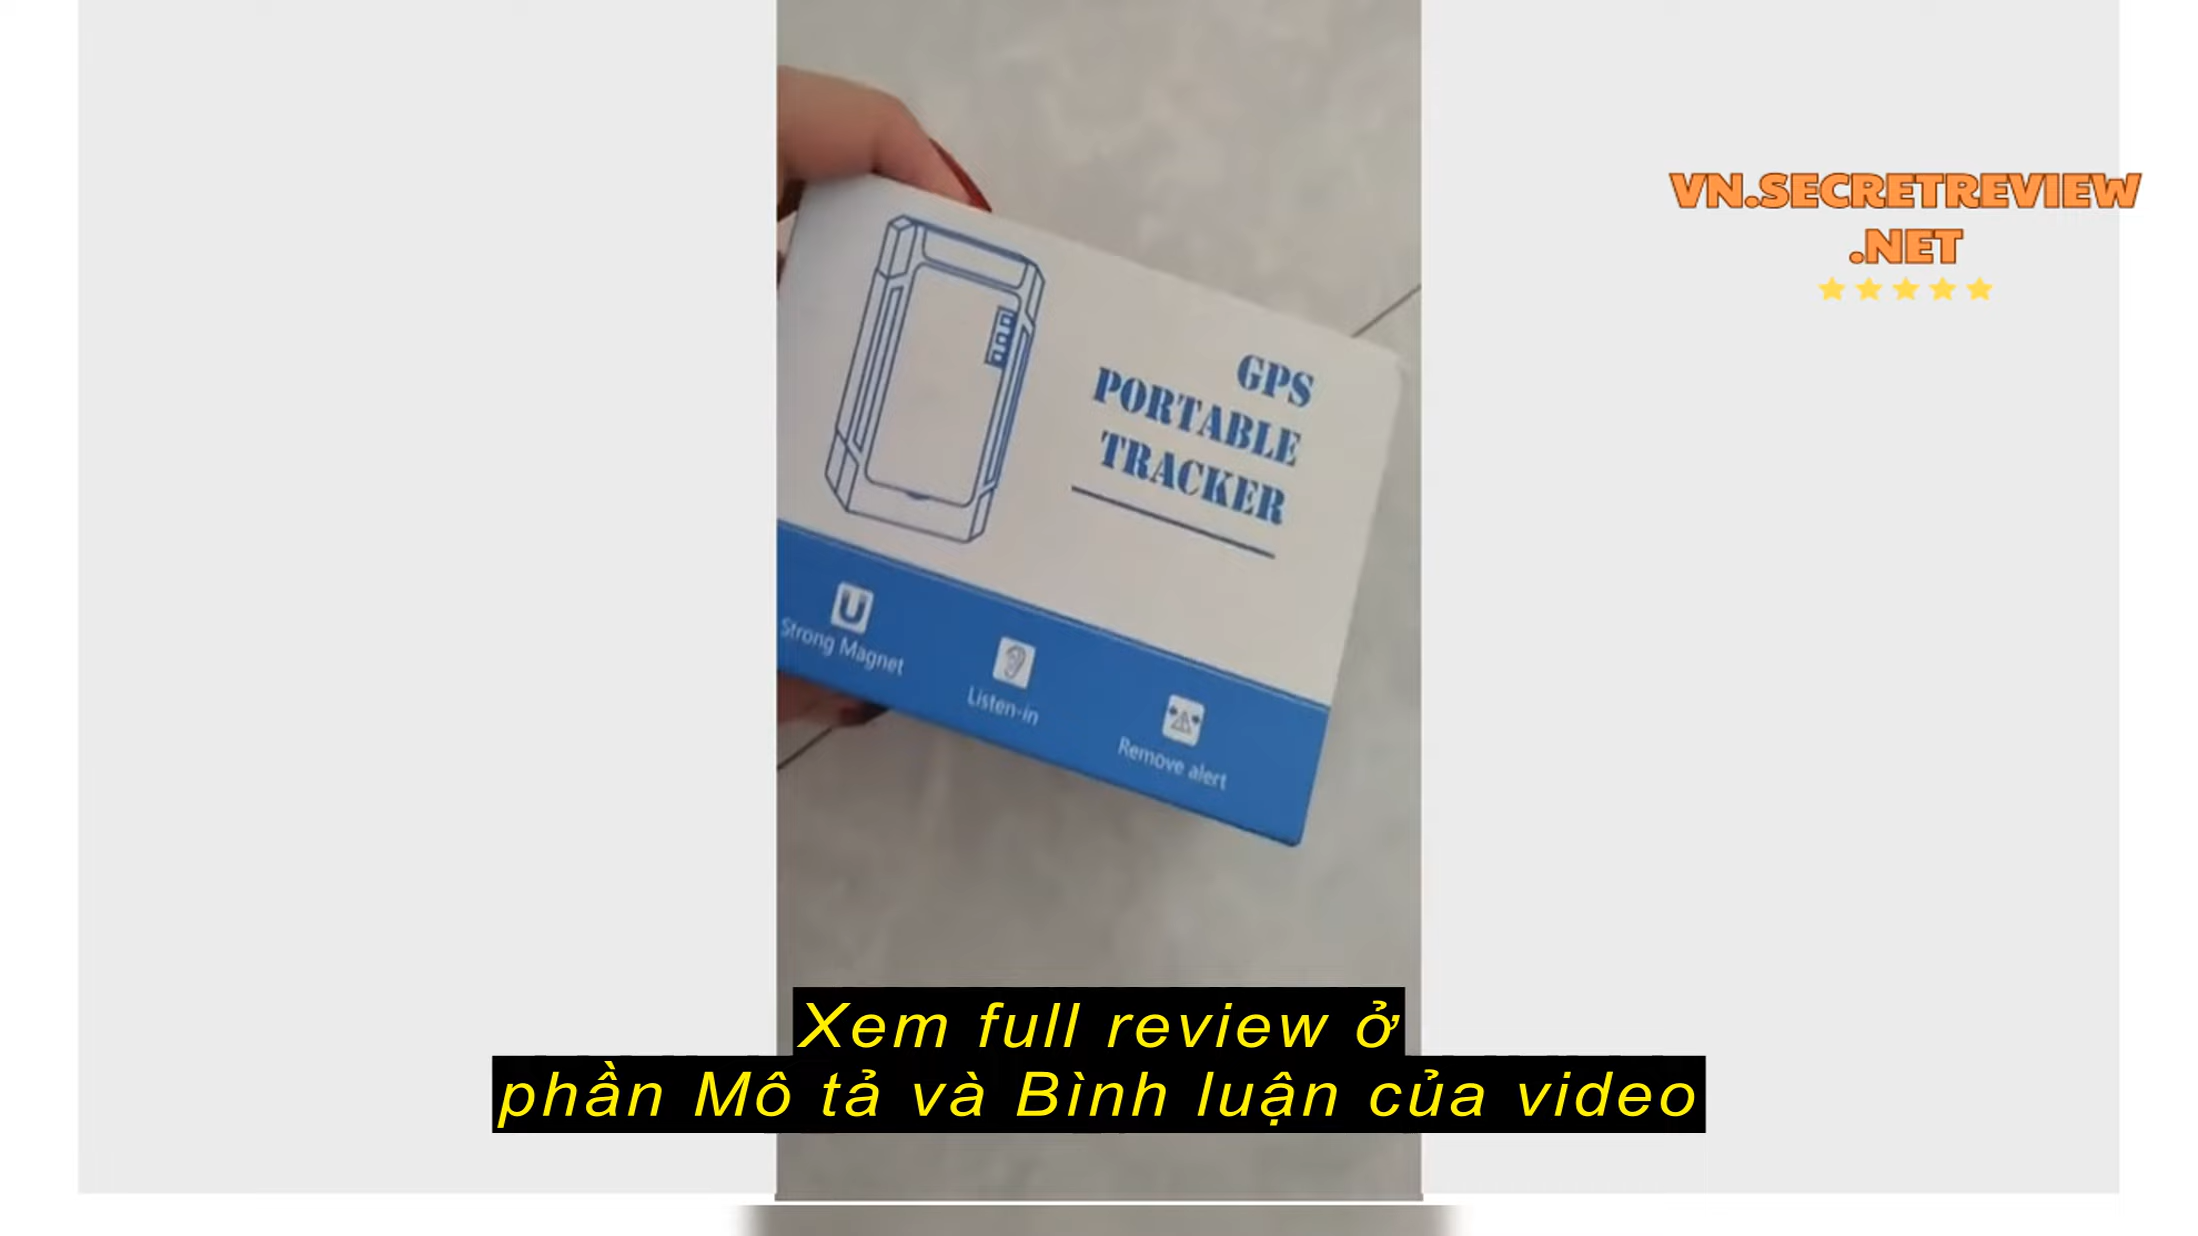 VN.SECRETREVIEW
.NET
GPS
PORTABLE
TRACKER
Strong Magnet
Listen-in
Remove alert
Xem full review ở
phần Mô tả và Bình luận của video